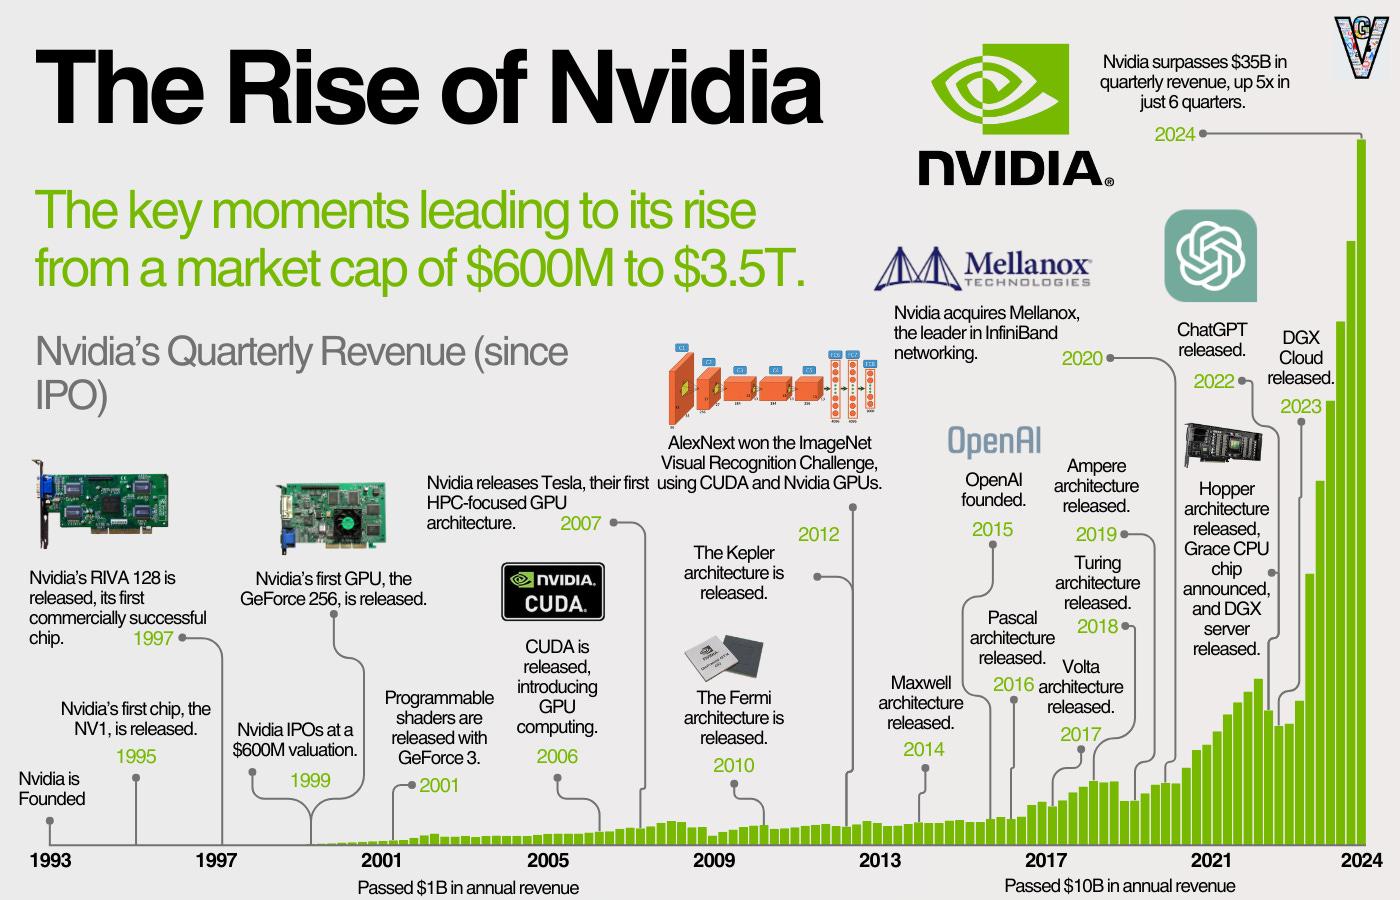 The Rise of Nvidia
The key moments leading to its rise
from a market cap of $600M to $3.5T.
Nvidia's Quarterly Revenue (since
IPO)
NVIDIA®
Nvidia surpasses $35B in
quarterly revenue, up 5x in
just 6 quarters.
2024
Mellanox
TECHNOLOGIES
Nvidia acquires Mellanox,
the leader in InfiniBand
networking.
2020
ChatGPT
released.
2022
DGX
Cloud
released.
2023
AlexNext won the ImageNet
Visual Recognition Challenge,
using CUDA and Nvidia GPUs.
2012
Nvidia releases Tesla, their first
HPC-focused GPU
architecture.
2007
OpenAI
OpenAI
founded.
2015
Ampere
architecture
released.
2019
Hopper
architecture
released,
Grace CPU
chip
announced,
and DGX
server
released.
The Kepler
architecture is
released.
Turing
architecture
released.
2018
Nvidia's RIVA 128 is
released, its first
commercially successful
chip.
1997
Nvidia's first GPU, the
GeForce 256, is released.
NVIDIA.
CUDA.
CUDA is
released,
introducing
GPU
computing.
2006
Pascal
architecture
released.
2016
Volta
architecture
released.
2017
Maxwell
architecture
released.
2014
The Fermi
architecture is
released.
2010
Programmable
shaders are
released with
GeForce 3.
2001
Nvidia's first chip, the
NV1, is released.
1995
Nvidia IPOs at a
$600M valuation.
1999
Nvidia is
Founded
1993 1997 2001 2005 2009 2013 2017 2021 2024
Passed $1B in annual revenue
Passed $10B in annual revenue